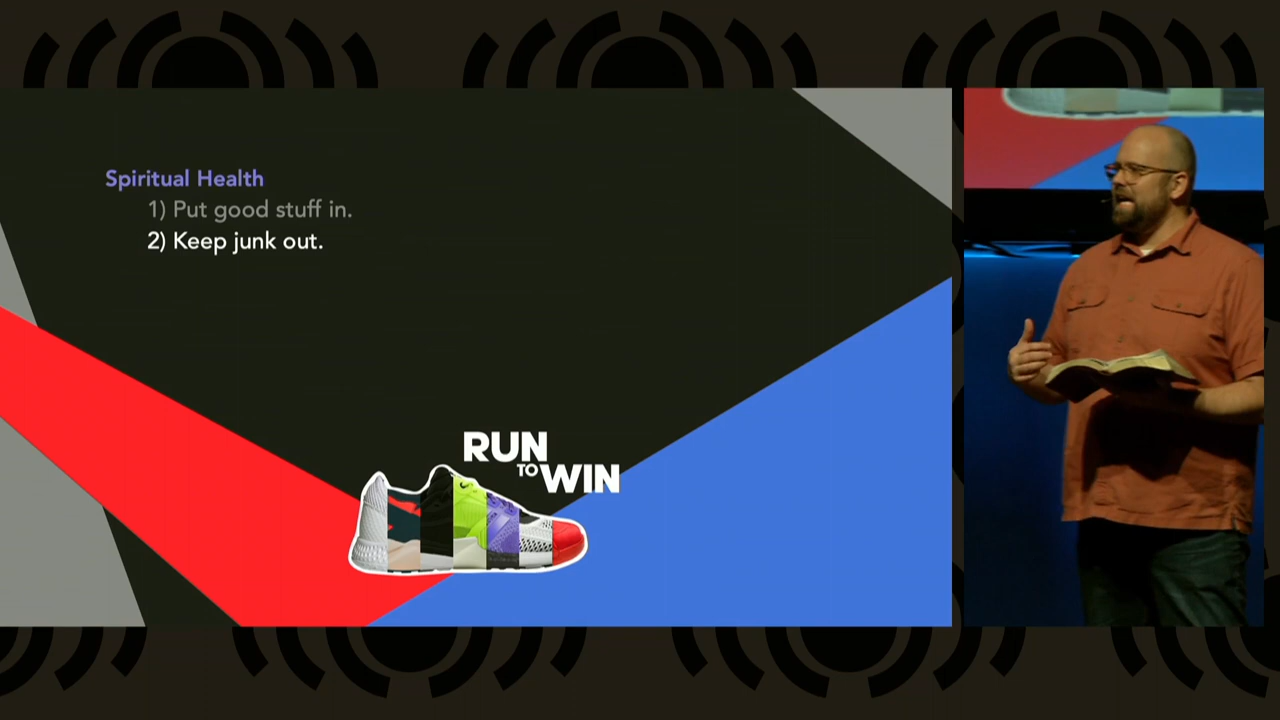 Spiritual Health
1) Put good stuff in.
2) Keep junk out.
RUN
TO WIN